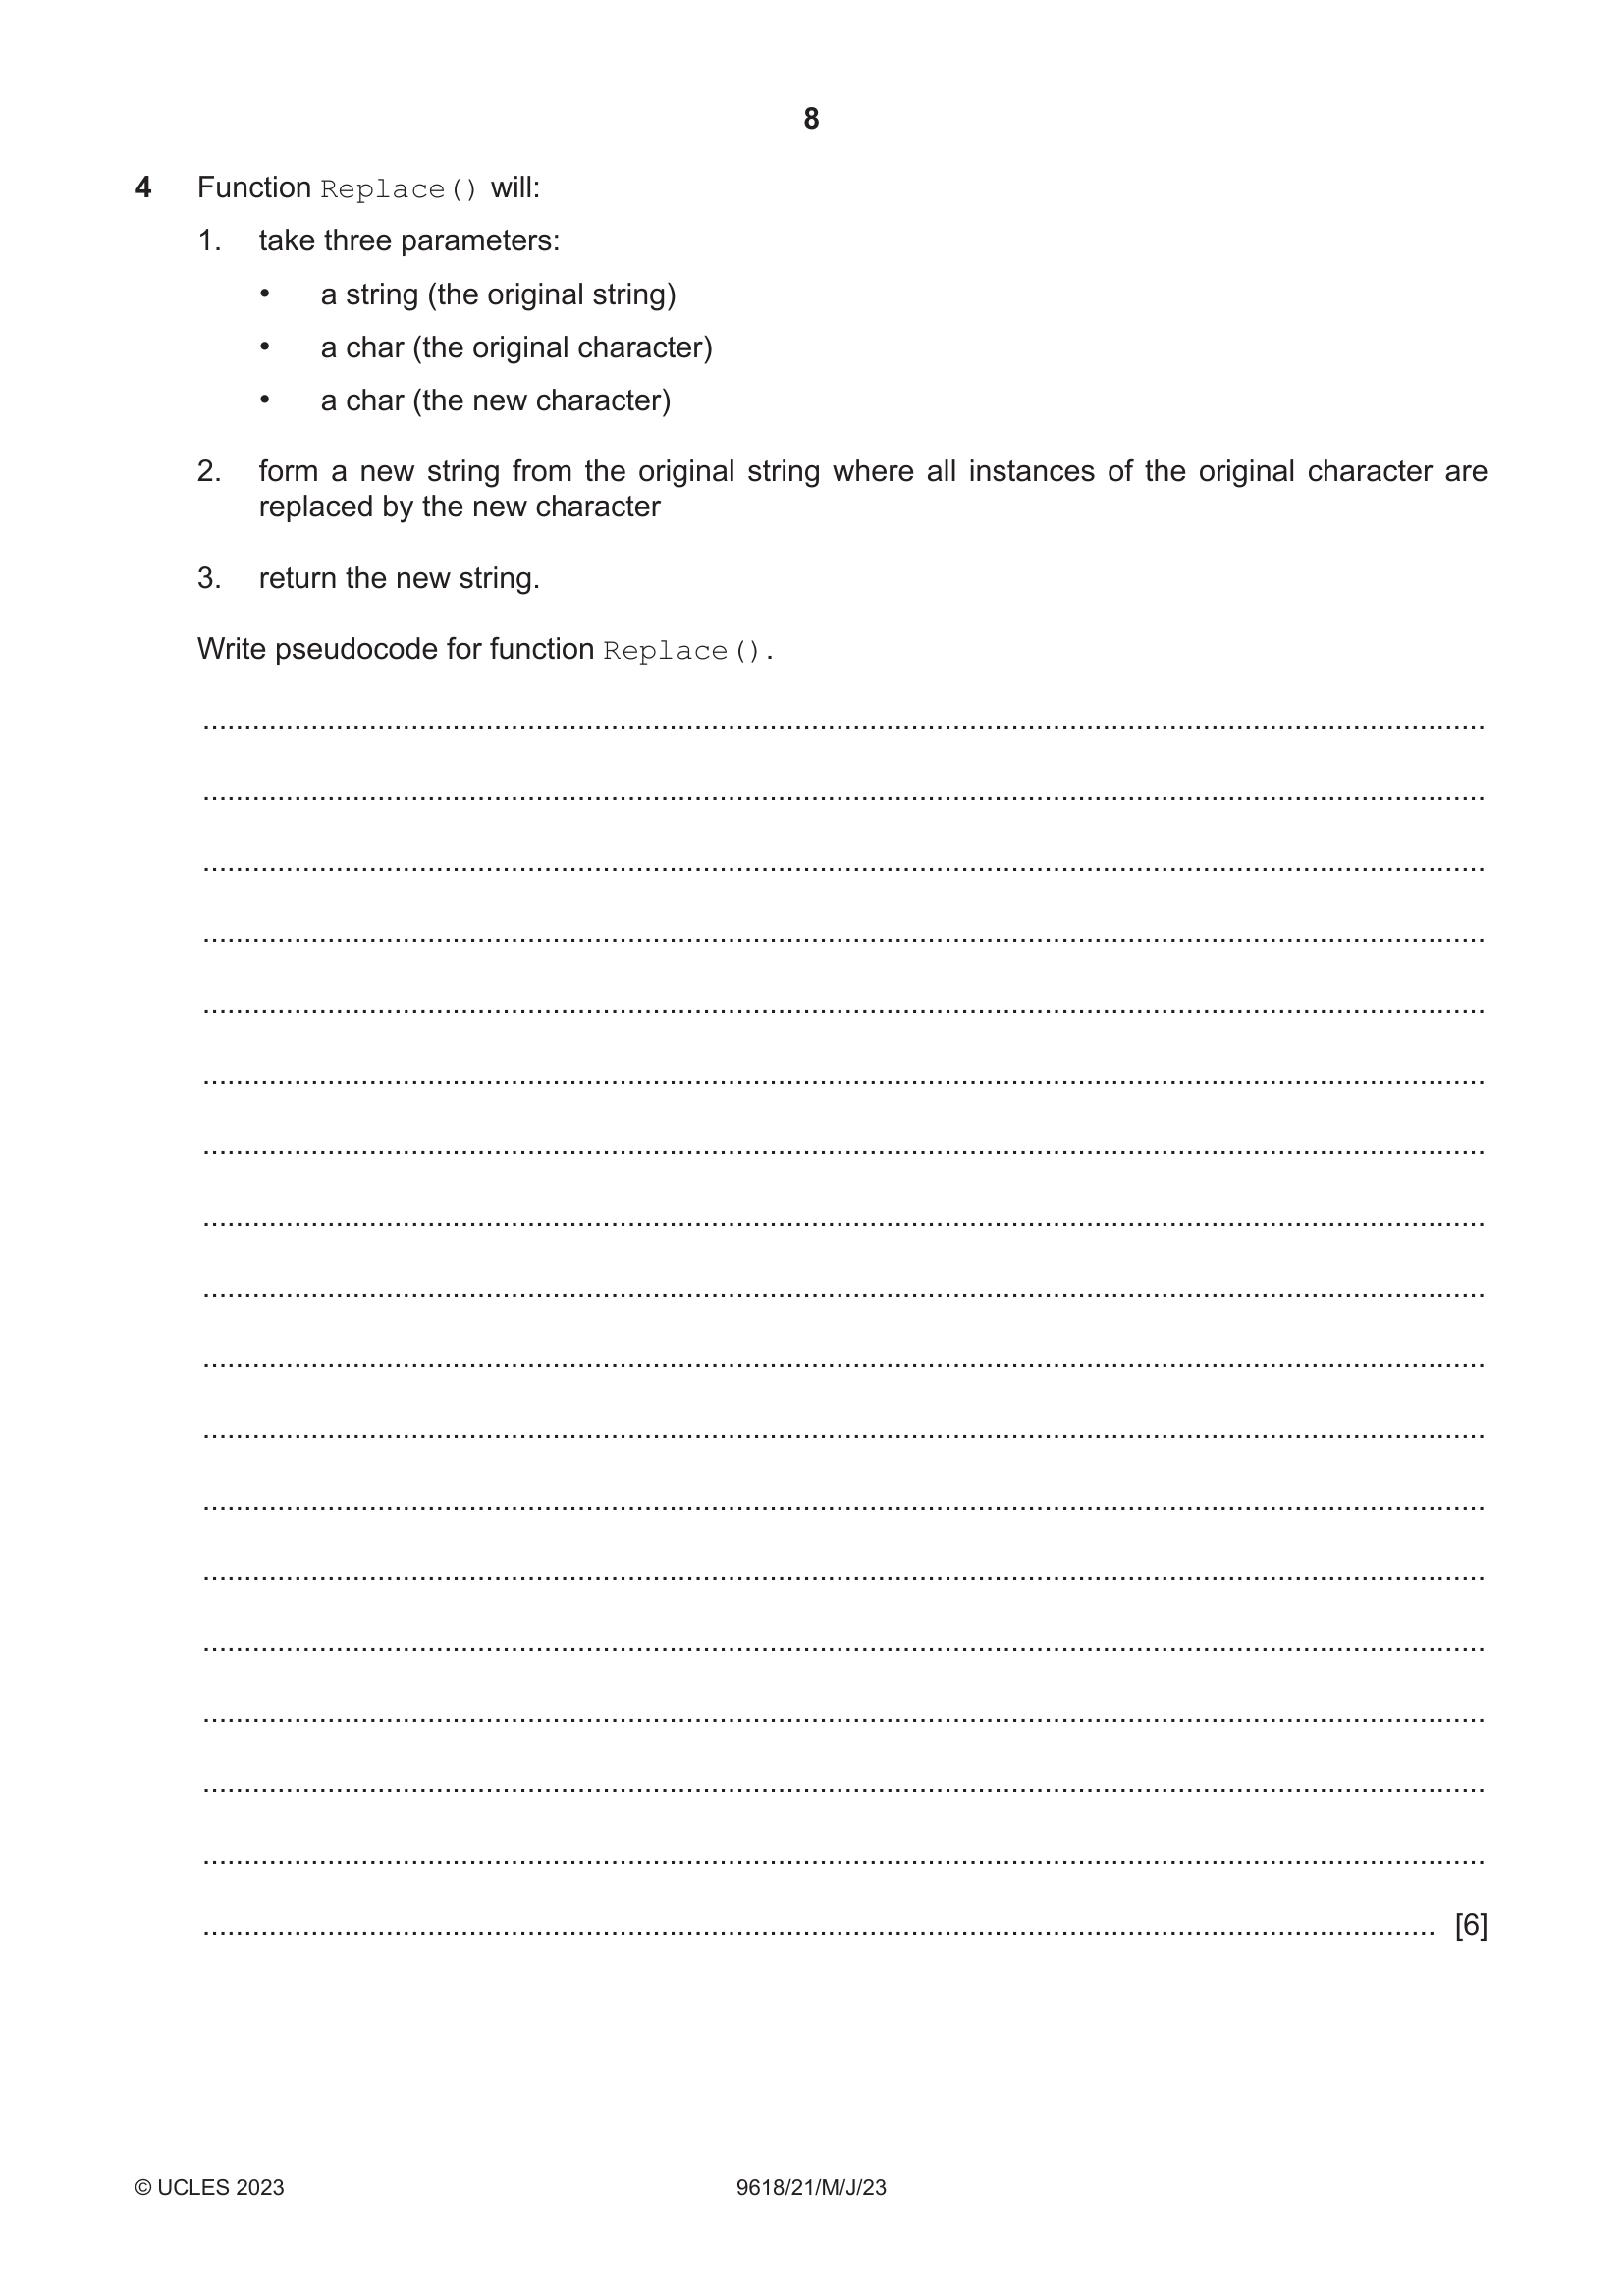 8
4 Function Replace() will:
1. take three parameters:
• a string (the original string)
• a char (the original character)
• a char (the new character)
2. form a new string from the original string where all instances of the original character are
replaced by the new character
3. return the new string.
Write pseudocode for function Replace().
[6]
© UCLES 2023 9618/21/M/J/23